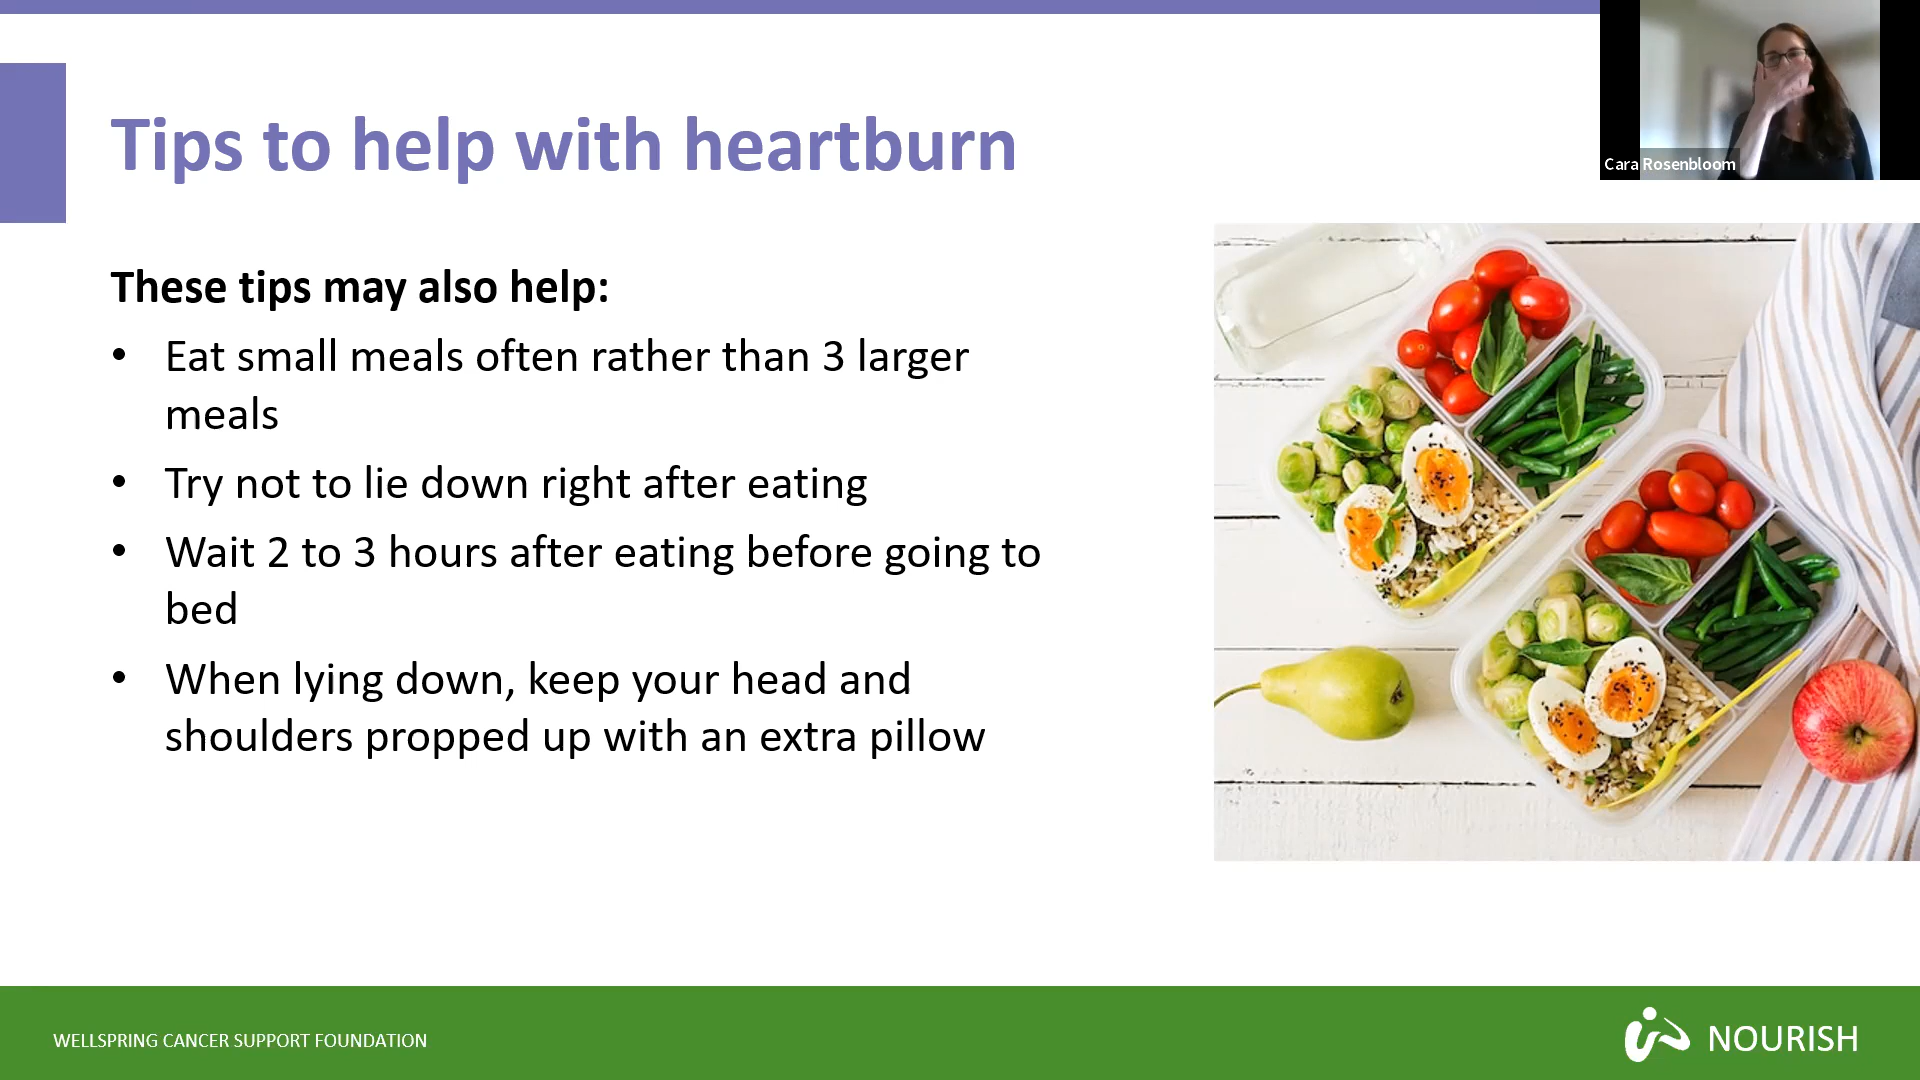 Tips to help with heartburn
Cara Rosenbloom
These tips may also help:
• Eat small meals often rather than 3 larger
meals
• Try not to lie down right after eating
• Wait 2 to 3 hours after eating before going to
bed
• When lying down, keep your head and
shoulders propped up with an extra pillow
WELLSPRING CANCER SUPPORT FOUNDATION
NOURISH